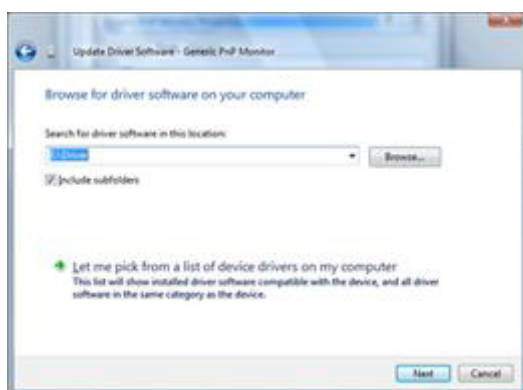 Update Driver Software - Generic PnP Monitor
Browse for driver software on your computer
Search for driver software in this location:
Browse...
Include subfolders
Let me pick from a list of device drivers on my computer
This list will show installed driver software compatible with the device, and all driver
software in the same category as the device.
Next
Cancel